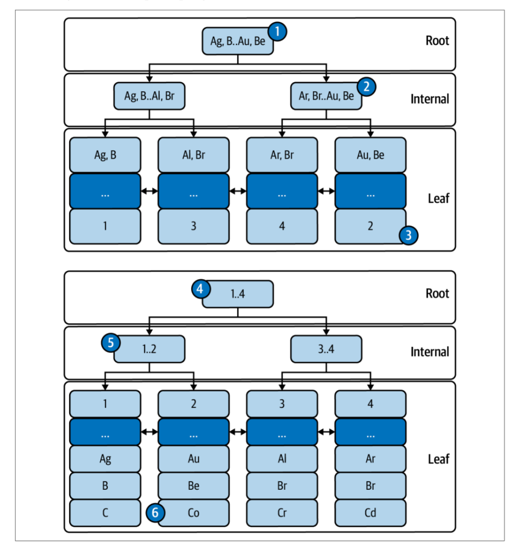 Ag, B..Au, Be
1
Root
Ag, B..Al, Br
Ar, Br..Au, Be
2
Internal
Ag, B
Al, Br
Ar, Br
Au, Be
...
...
...
...
Leaf
1
3
4
2
3
4
1..4
Root
5
1..2
3..4
Internal
1
2
3
4
...
...
...
...
Ag
Au
Al
Ar
Leaf
B
Be
Br
Br
C
6
Co
Cr
Cd